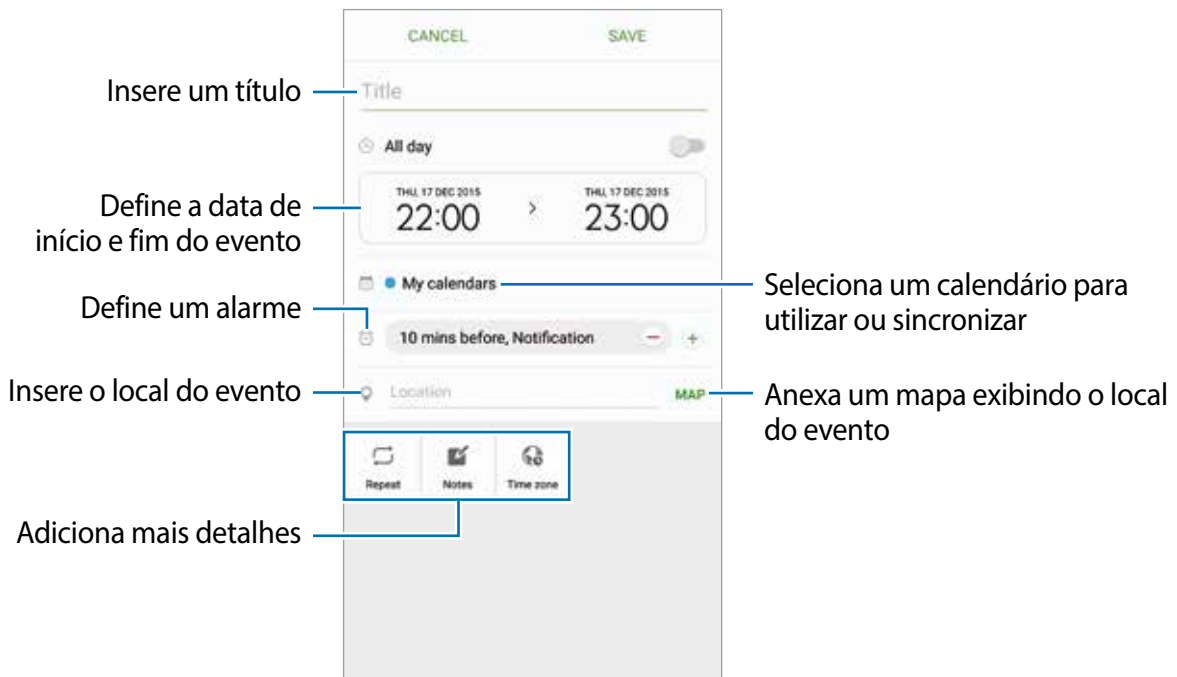 CANCEL SAVE
Insere um título
Title
All day
THU, 17 DEC 2015 THU, 17 DEC 2015
22:00 > 23:00
Define a data de
início e fim do evento
My calendars
Seleciona um calendário para
utilizar ou sincronizar
Define um alarme
10 mins before, Notification
Insere o local do evento
Location MAP
Anexa um mapa exibindo o local
do evento
Repeat Notes Time zone
Adiciona mais detalhes